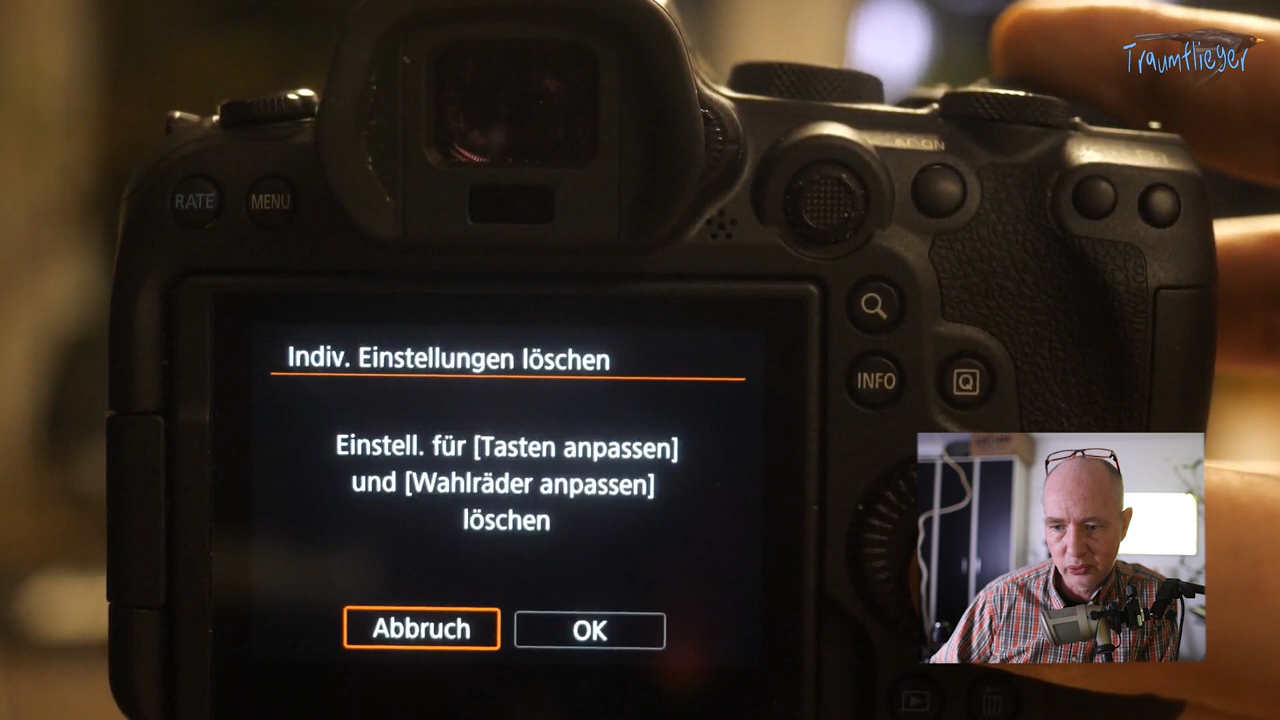 Traumflieger
RATE
MENU
INFO
Q
Indiv. Einstellungen löschen
Einstell. für [Tasten anpassen]
und [Wahlräder anpassen]
löschen
Abbruch
OK